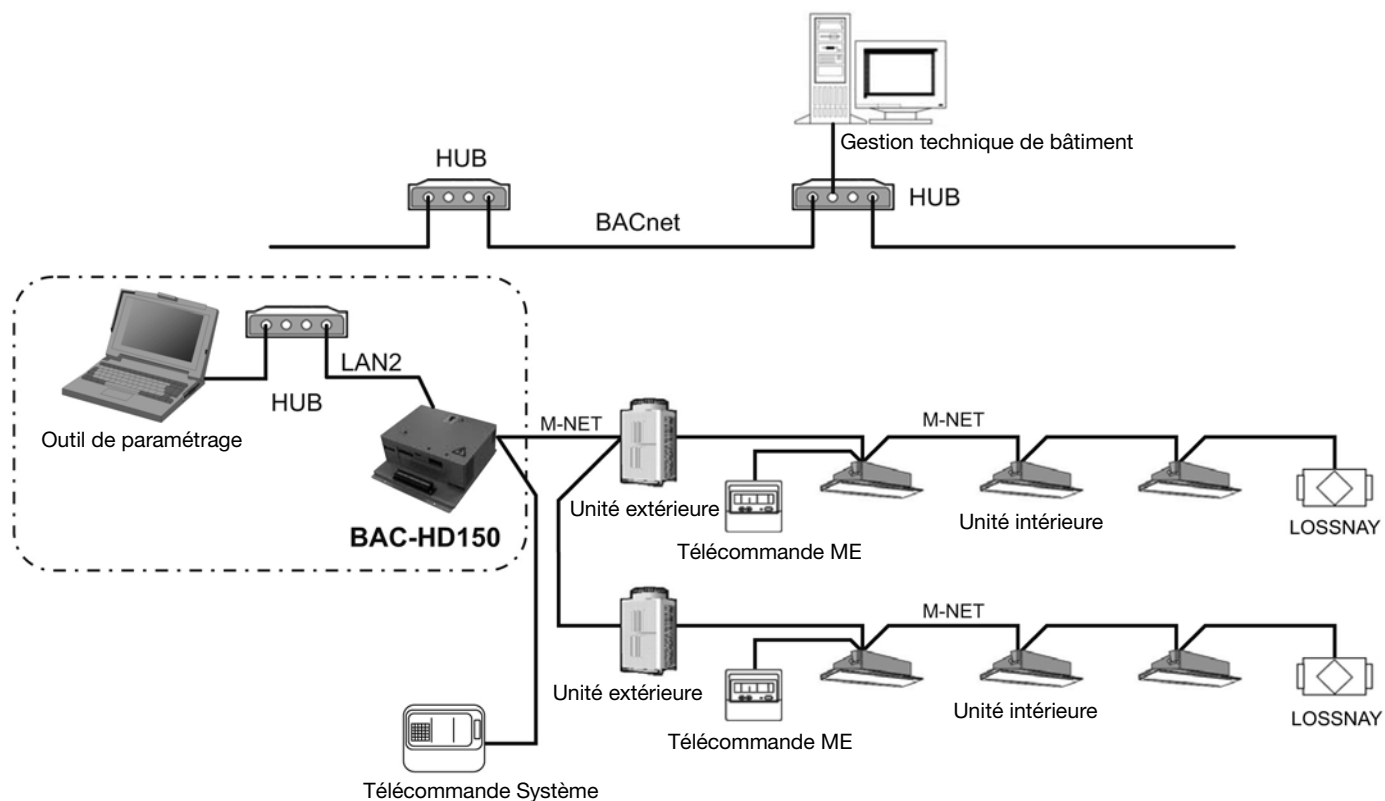 Gestion technique de bâtiment
HUB
HUB
BACnet
LAN2
HUB
Outil de paramétrage
BAC-HD150
M-NET
M-NET
Unité extérieure
Télécommande ME
Unité intérieure
LOSSNAY
M-NET
Unité extérieure
Télécommande ME
Unité intérieure
LOSSNAY
Télécommande Système